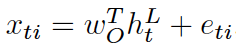 x_{ti} = w_O^T h_t^L + e_{ti}